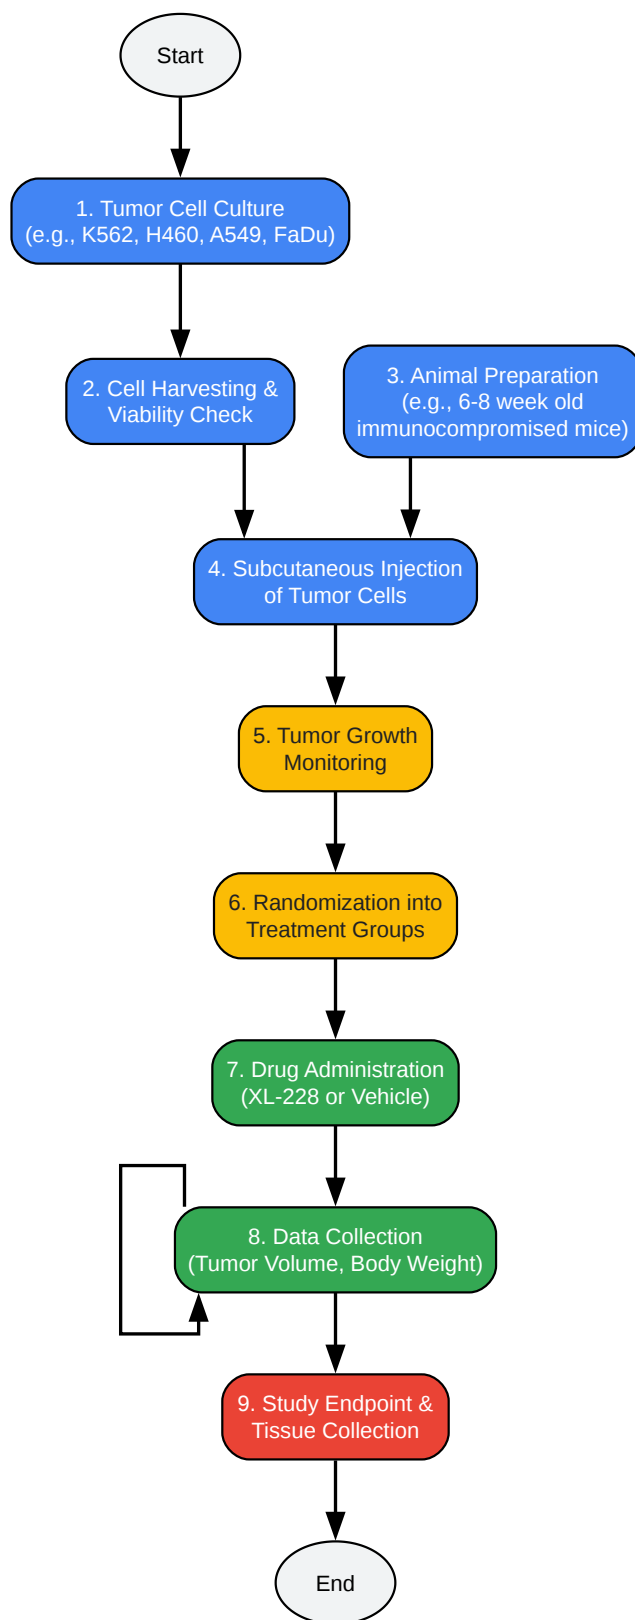 Start
1. Tumor Cell Culture
(e.g., K562, H460, A549, FaDu)
2. Cell Harvesting &
Viability Check
3. Animal Preparation
(e.g., 6-8 week old
immunocompromised mice)
4. Subcutaneous Injection
of Tumor Cells
5. Tumor Growth
Monitoring
6. Randomization into
Treatment Groups
7. Drug Administration
(XL-228 or Vehicle)
8. Data Collection
(Tumor Volume, Body Weight)
9. Study Endpoint &
Tissue Collection
End